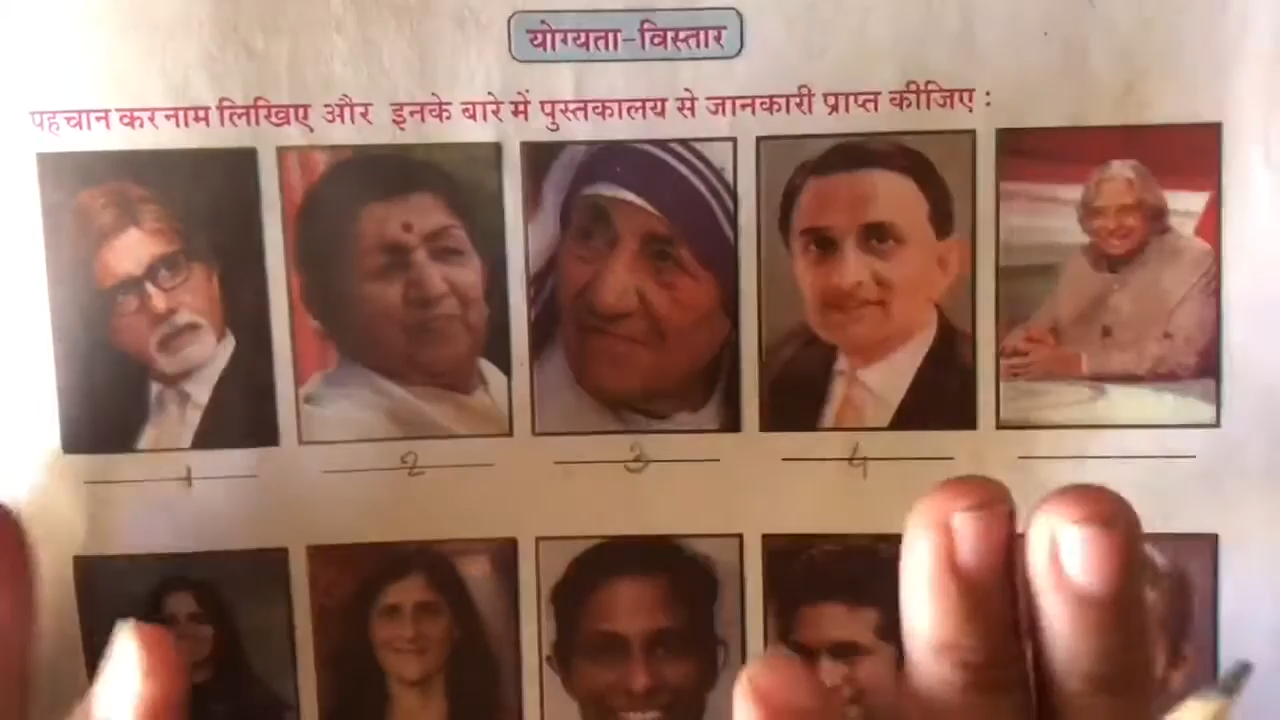 योग्यता-विस्तार
पहचान कर नाम लिखिए और इनके बारे में पुस्तकालय से जानकारी प्राप्त कीजिए :
1 2 3 4